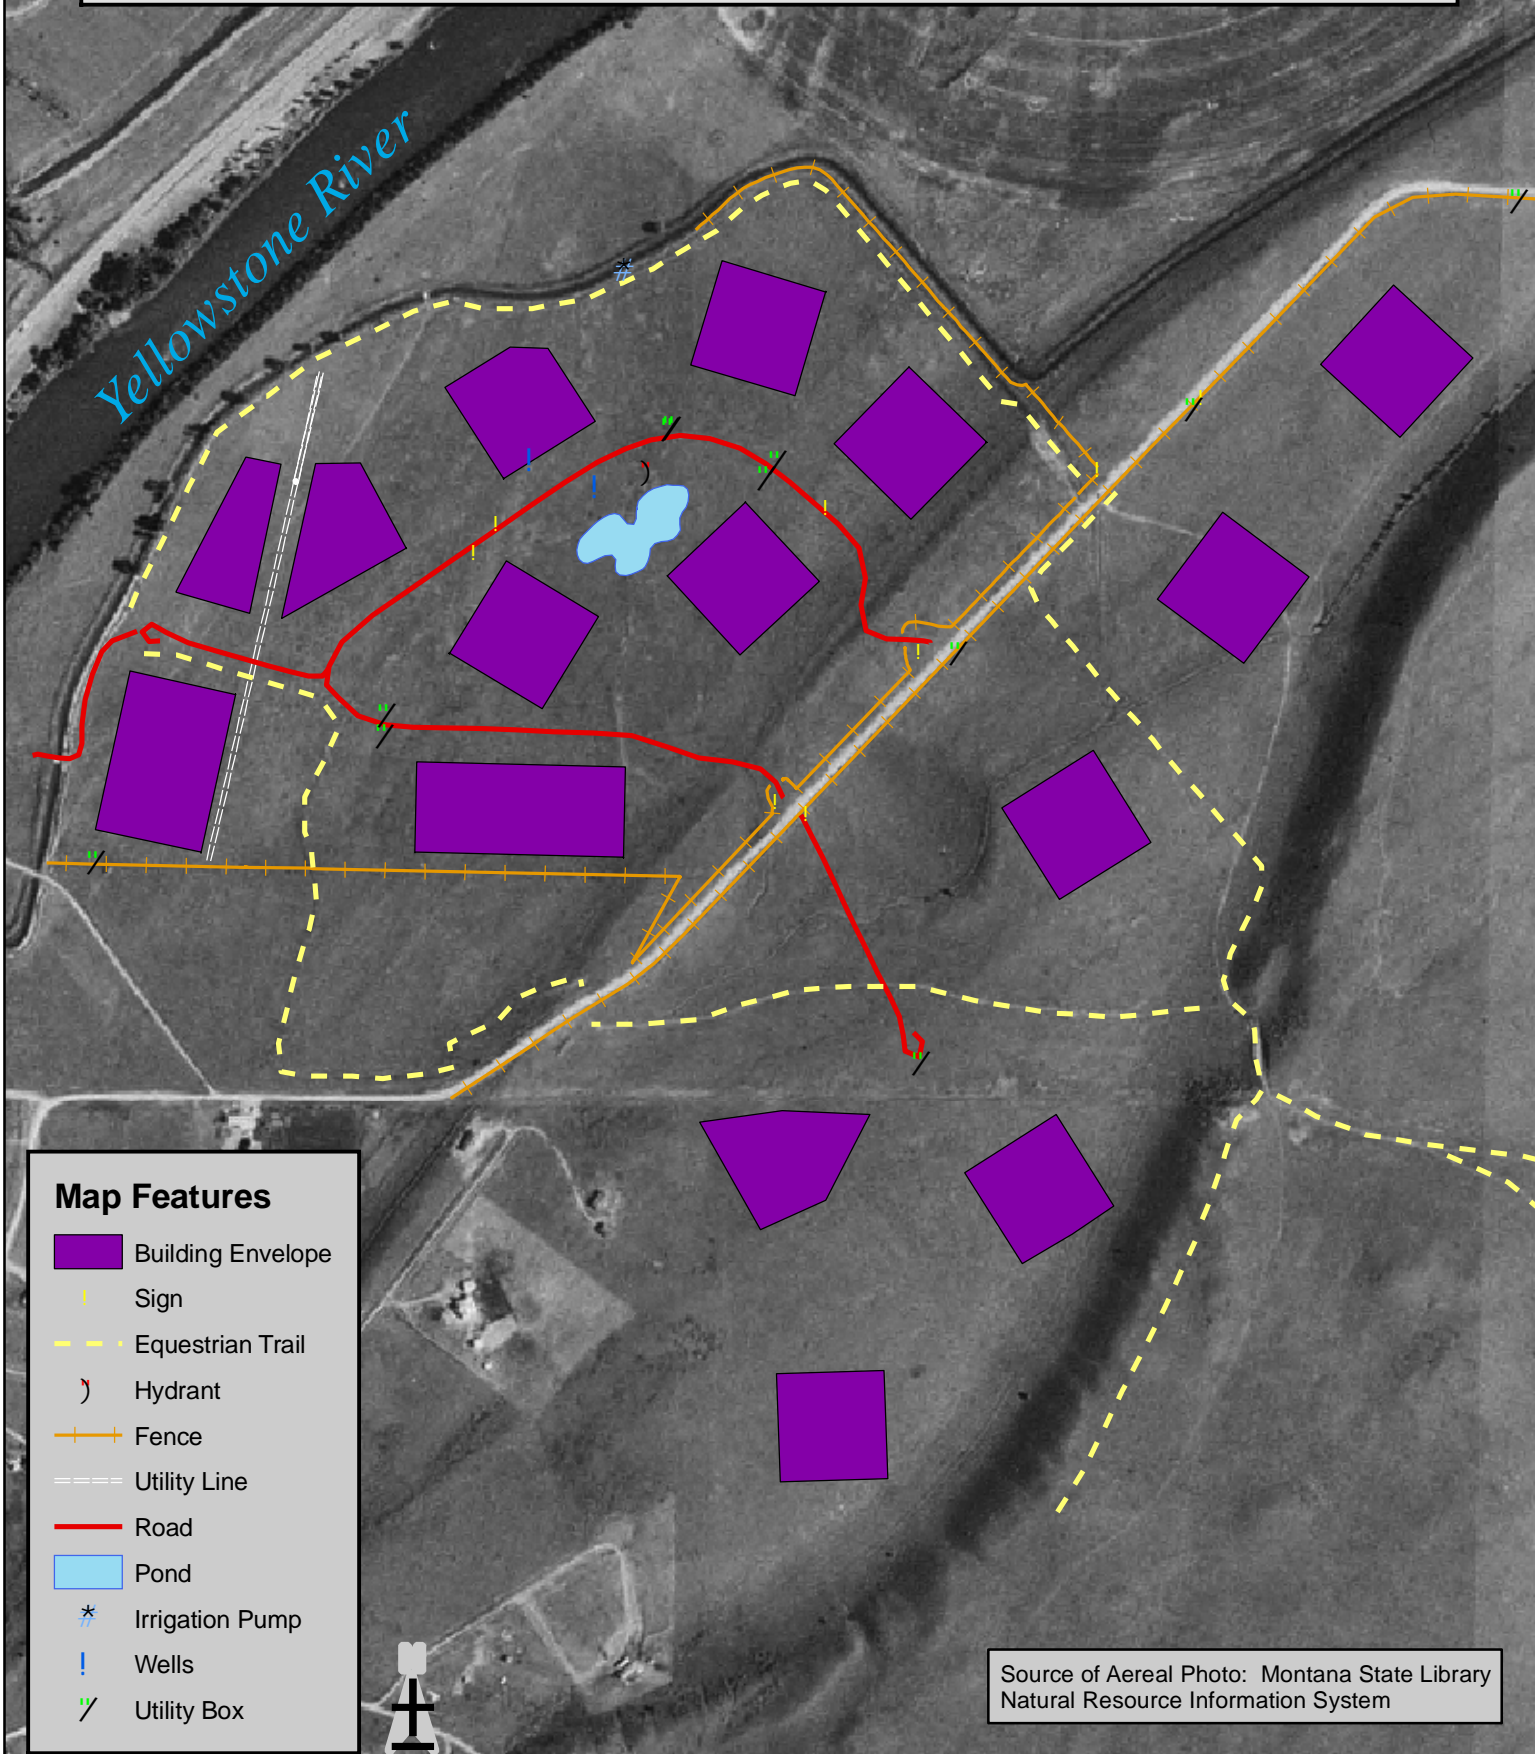 Yellowstone River
Map Features
Building Envelope
Sign
Equestrian Trail
Hydrant
Fence
Utility Line
Road
Pond
Irrigation Pump
Wells
Utility Box
Source of Aereal Photo: Montana State Library
Natural Resource Information System